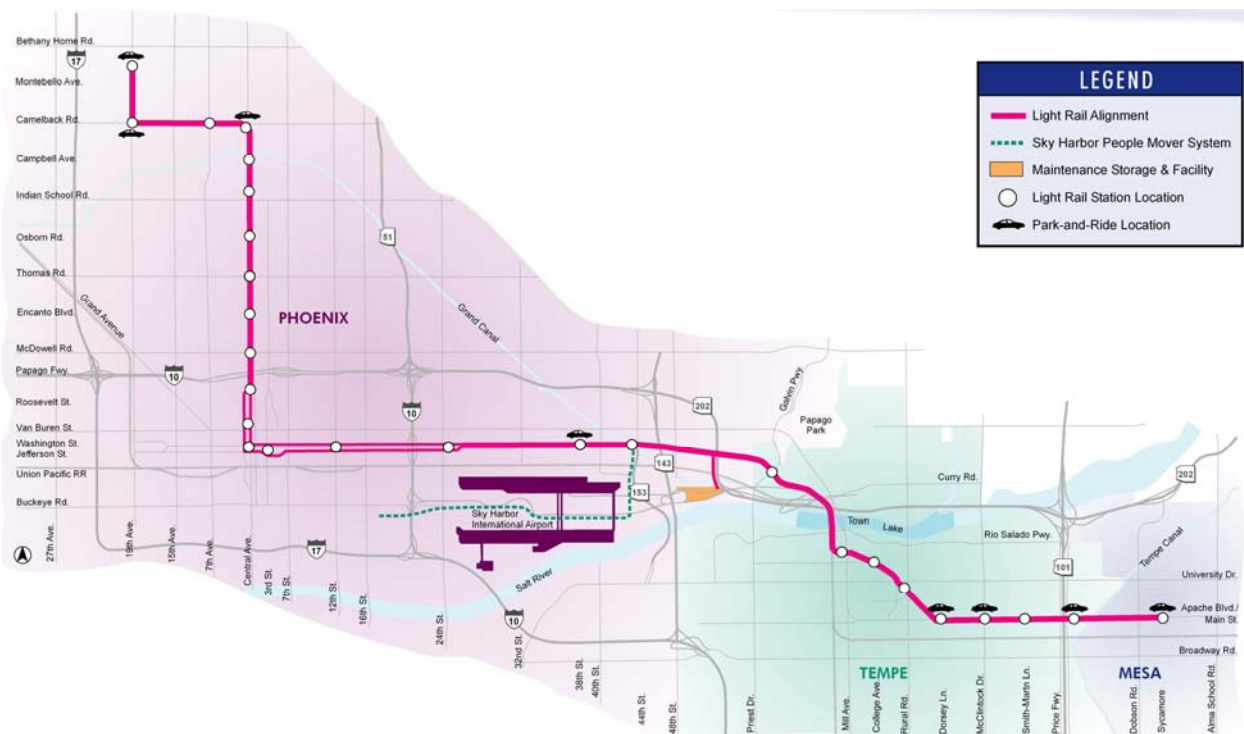 LEGEND
Light Rail Alignment
Sky Harbor People Mover System
Maintenance Storage & Facility
Light Rail Station Location
Park-and-Ride Location
Bethany Home Rd.
Montebello Ave.
Camelback Rd.
Campbell Ave.
Indian School Rd.
Osborn Rd.
Thomas Rd.
Encanto Blvd.
McDowell Rd.
Papago Fwy.
Roosevelt St.
Van Buren St.
Washington St.
Jefferson St.
Union Pacific RR
Buckeye Rd.
17
51
Grand Avenue
Grand Canal
PHOENIX
10
10
202
Galvin Pwy.
Papago
Park
143
153
Curry Rd.
202
Sky Harbor
International Airport
Town Lake
Rio Salado Pwy.
Tempe Canal
17
Salt River
101
University Dr.
10
Apache Blvd./
Main St.
Broadway Rd.
TEMPE
MESA
27th Ave.
19th Ave.
15th Ave.
7th Ave.
Central Ave.
3rd St.
7th St.
12th St.
16th St.
24th St.
32nd St.
38th St.
40th St.
44th St.
48th St.
Priest Dr.
Mill Ave.
College Ave.
Rural Rd.
Dorsey Ln.
McClintock Dr.
Smith-Martin Ln.
Price Fwy.
Dobson Rd.
Sycamore
Alma School Rd.